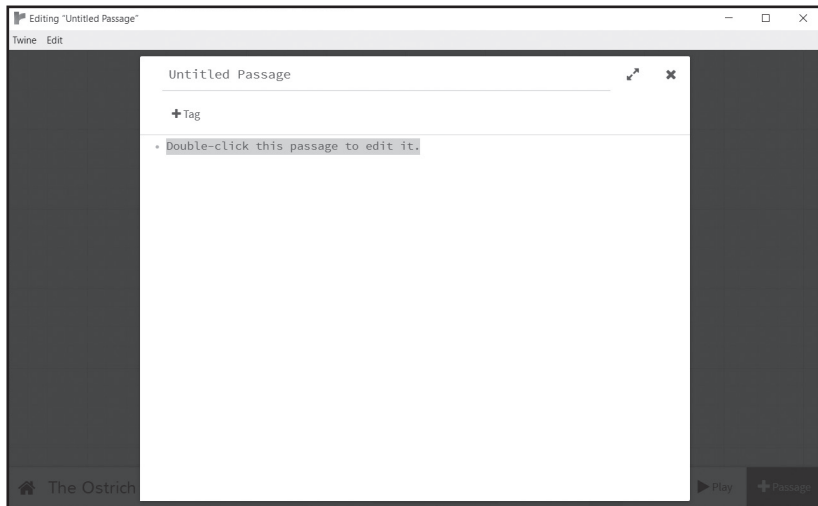 Editing "Untitled Passage"
Twine Edit
Untitled Passage
+Tag
Double-click this passage to edit it.
The Ostrich
Play
+Passage